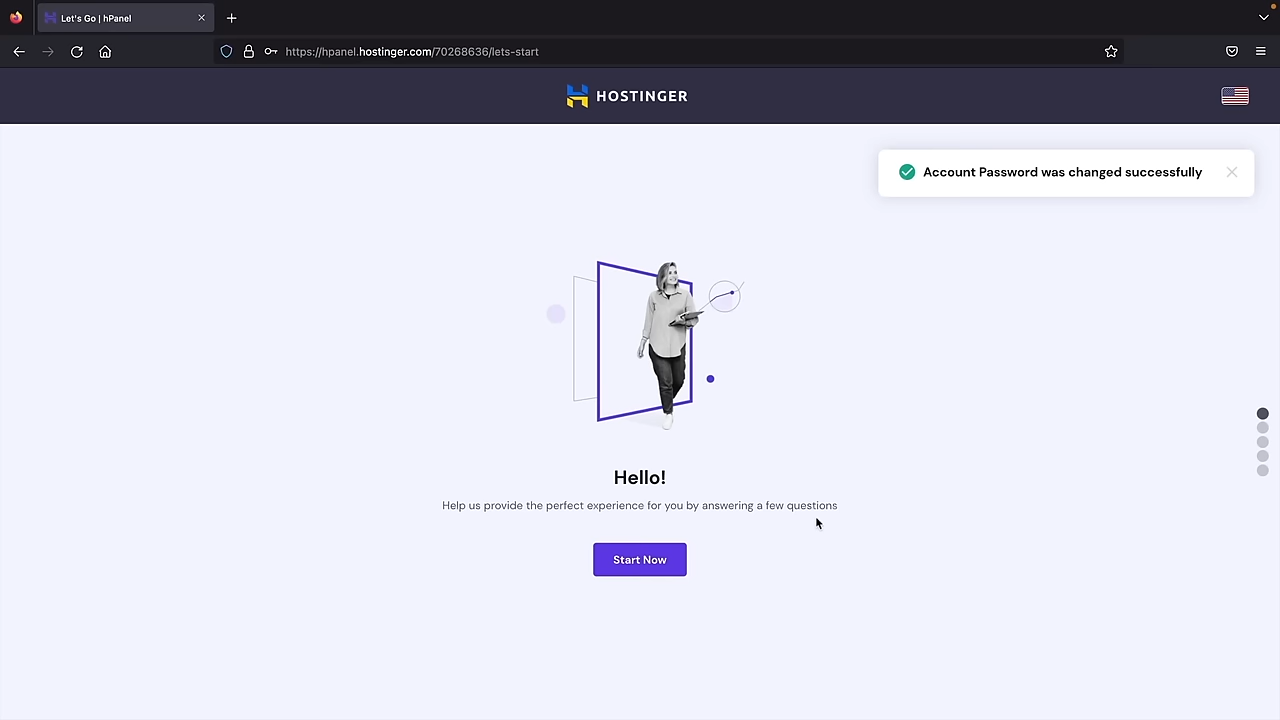 Let's Go | hPanel
https://hpanel.hostinger.com/70268636/lets-start
HOSTINGER
Account Password was changed successfully
Hello!
Help us provide the perfect experience for you by answering a few questions
Start Now